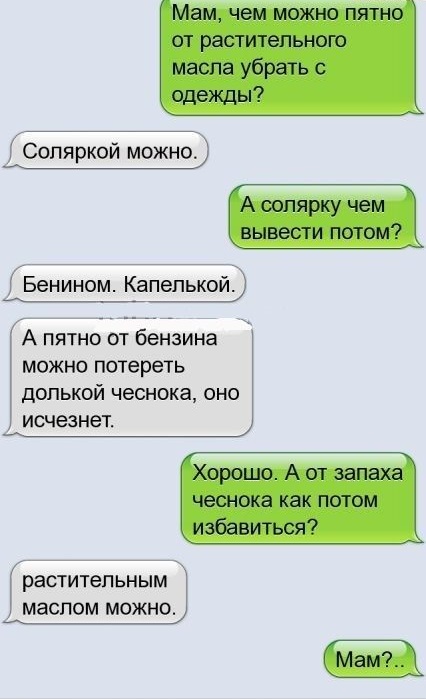 Мам, чем можно пятно
от растительного
масла убрать с
одежды?
Соляркой можно.
А солярку чем
вывести потом?
Бенином. Капелькой.
А пятно от бензина
можно потереть
долькой чеснока, оно
исчезнет.
Хорошо. А от запаха
чеснока как потом
избавиться?
растительным
маслом можно.
Мам?..